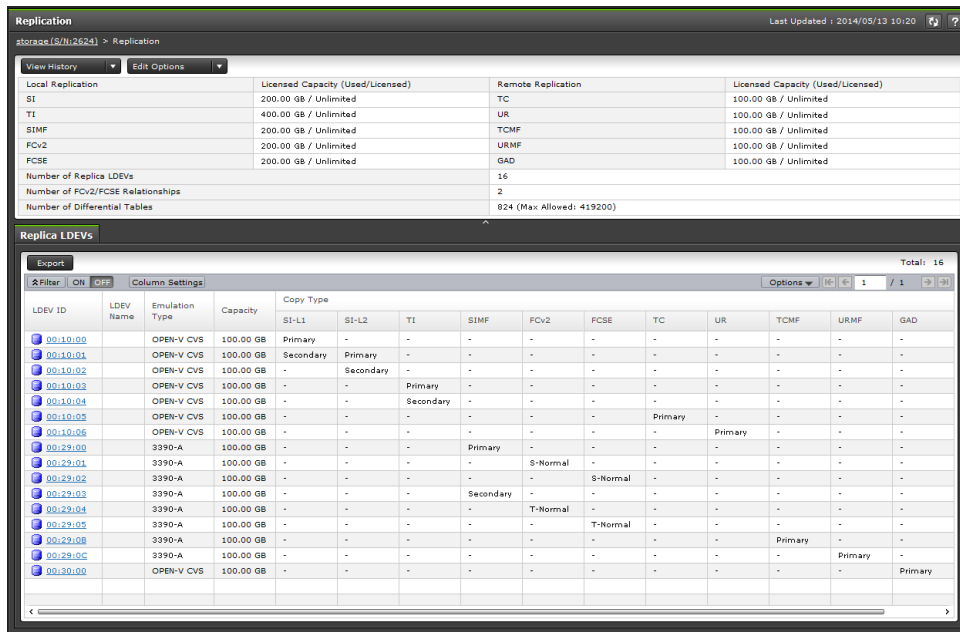 Replication Last Updated : 2014/05/13 10:20 ?
storage(S/N:2624) > Replication
View History Edit Options
Local Replication Licensed Capacity (Used/Licensed) Remote Replication Licensed Capacity (Used/Licensed)
SI 200.00 GB / Unlimited TC 100.00 GB / Unlimited
TI 400.00 GB / Unlimited UR 100.00 GB / Unlimited
SIMF 200.00 GB / Unlimited TCMF 100.00 GB / Unlimited
FCv2 200.00 GB / Unlimited URMF 100.00 GB / Unlimited
FCSE 200.00 GB / Unlimited GAD 100.00 GB / Unlimited
Number of Replica LDEVs 16
Number of FCv2/FCSE Relationships 2
Number of Differential Tables 824 (Max Allowed: 419200)
Replica LDEVs
Export Total: 16
Filter ON OFF Column Settings Options 1 / 1
LDEV ID LDEV Name Emulation Type Capacity Copy Type
SI-L1 SI-L2 TI SIMF FCv2 FCSE TC UR TCMF URMF GAD
00:10:00 OPEN-V CVS 100.00 GB Primary - - - - - - - - - -
00:10:01 OPEN-V CVS 100.00 GB Secondary Primary - - - - - - - - -
00:10:02 OPEN-V CVS 100.00 GB - Secondary - - - - - - - - -
00:10:03 OPEN-V CVS 100.00 GB - - Primary - - - - - - - -
00:10:04 OPEN-V CVS 100.00 GB - - Secondary - - - - - - - -
00:10:05 OPEN-V CVS 100.00 GB - - - - - - Primary - - - -
00:10:06 OPEN-V CVS 100.00 GB - - - - - - - Primary - - -
00:29:00 3390-A 100.00 GB - - - Primary - - - - - - -
00:29:01 3390-A 100.00 GB - - - - S-Normal - - - - - -
00:29:02 3390-A 100.00 GB - - - - - S-Normal - - - - -
00:29:03 3390-A 100.00 GB - - - Secondary - - - - - - -
00:29:04 3390-A 100.00 GB - - - - T-Normal - - - - - -
00:29:05 3390-A 100.00 GB - - - - - T-Normal - - - - -
00:29:0B 3390-A 100.00 GB - - - - - - - - Primary - -
00:29:0C 3390-A 100.00 GB - - - - - - - - - Primary -
00:30:00 OPEN-V CVS 100.00 GB - - - - - - - - - - Primary